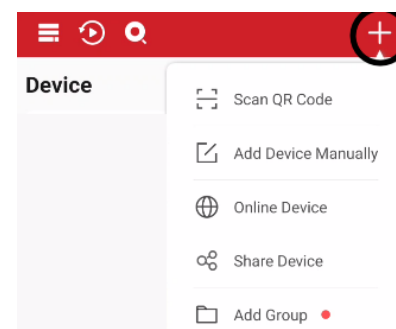 Device
Scan QR Code
Add Device Manually
Online Device
Share Device
Add Group